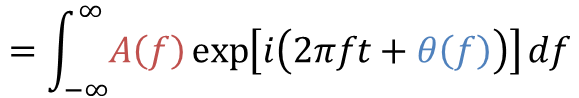 = ∫_{-∞}^{∞} A(f) exp[i(2πft + θ(f))] df